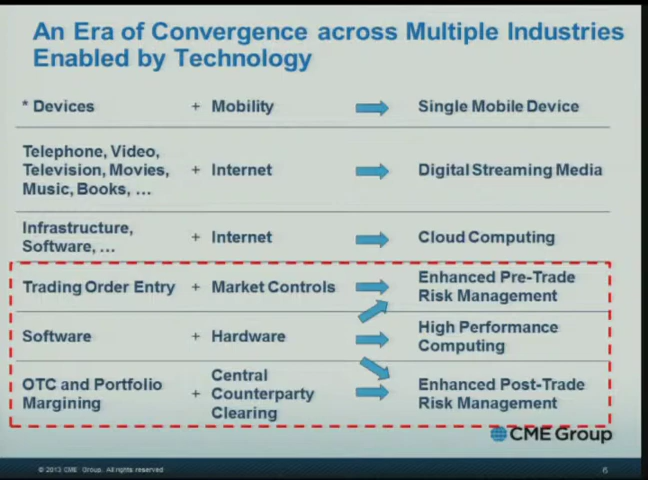 An Era of Convergence across Multiple Industries
Enabled by Technology
* Devices + Mobility Single Mobile Device
Telephone, Video,
Television, Movies,
Music, Books, …
+ Internet Digital Streaming Media
Infrastructure,
Software, …
+ Internet Cloud Computing
Trading Order Entry + Market Controls
Enhanced Pre-Trade
Risk Management
Software + Hardware
High Performance
Computing
OTC and Portfolio
Margining
+ Central
Counterparty
Clearing
Enhanced Post-Trade
Risk Management
CME Group
© 2013 CME Group. All rights reserved
6